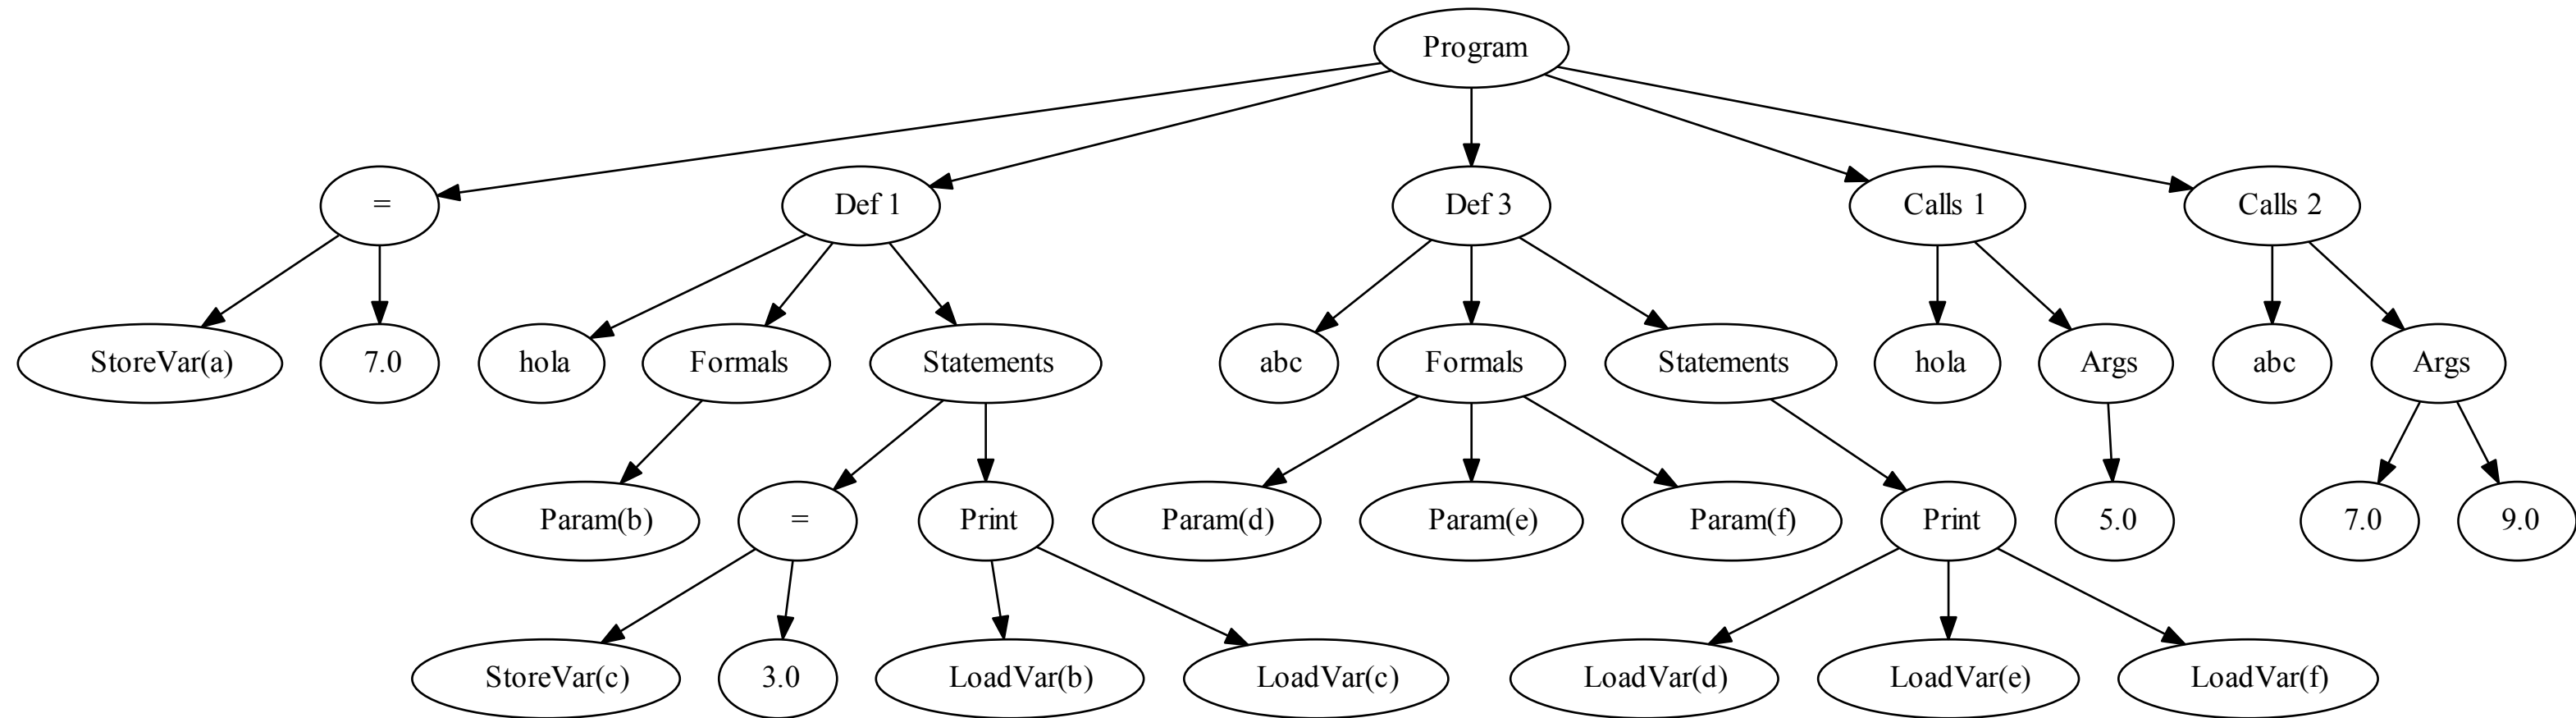 Program
=
Def 1
Def 3
Calls 1
Calls 2
StoreVar(a)
7.0
hola
Formals
Statements
abc
Formals
Statements
hola
Args
abc
Args
Param(b)
=
Print
Param(d)
Param(e)
Param(f)
Print
5.0
7.0
9.0
StoreVar(c)
3.0
LoadVar(b)
LoadVar(c)
LoadVar(d)
LoadVar(e)
LoadVar(f)